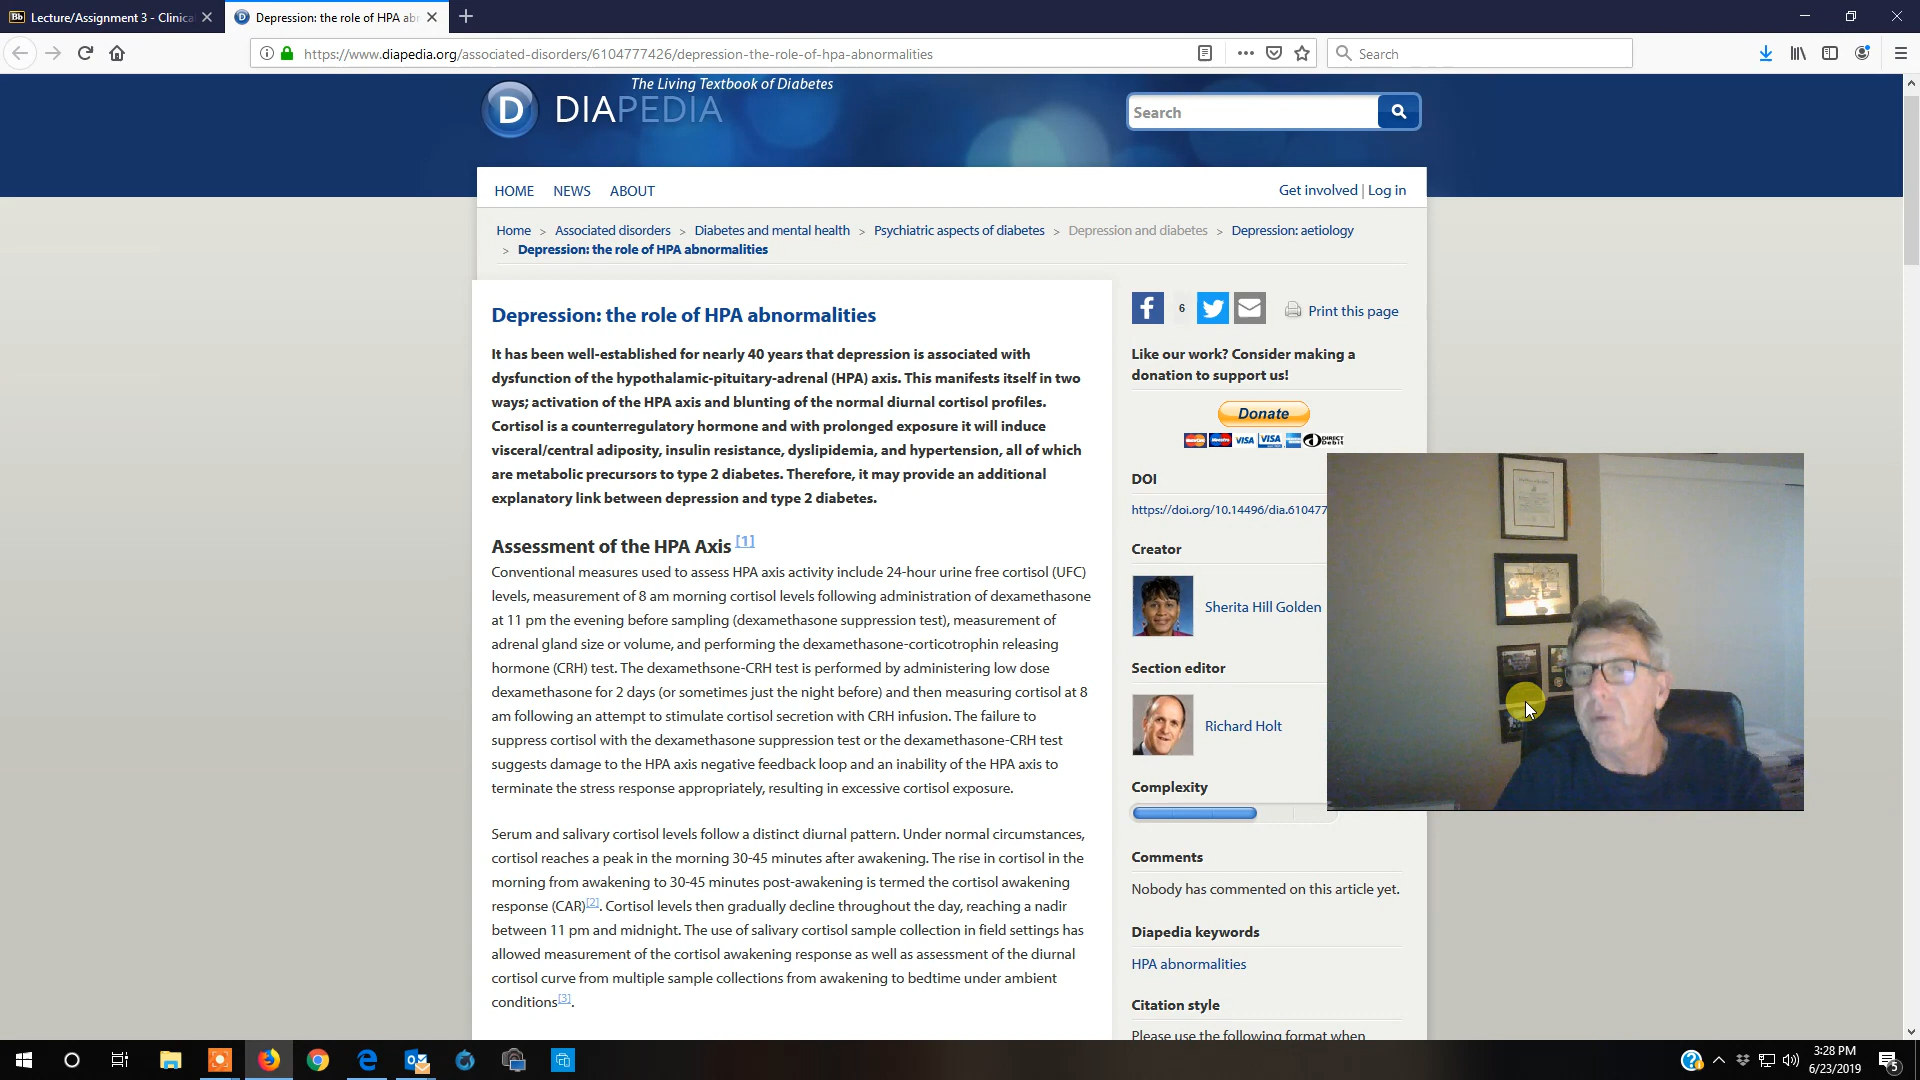 Lecture/Assignment 3 - Clinica
Depression: the role of HPA abn
https://www.diapedia.org/associated-disorders/6104777426/depression-the-role-of-hpa-abnormalities
Search
The Living Textbook of Diabetes
D DIAPEDIA
Search
HOME NEWS ABOUT
Get involved | Log in
Home > Associated disorders > Diabetes and mental health > Psychiatric aspects of diabetes > Depression and diabetes > Depression: aetiology
> Depression: the role of HPA abnormalities
Depression: the role of HPA abnormalities
It has been well-established for nearly 40 years that depression is associated with
dysfunction of the hypothalamic-pituitary-adrenal (HPA) axis. This manifests itself in two
ways; activation of the HPA axis and blunting of the normal diurnal cortisol profiles.
Cortisol is a counterregulatory hormone and with prolonged exposure it will induce
visceral/central adiposity, insulin resistance, dyslipidemia, and hypertension, all of which
are metabolic precursors to type 2 diabetes. Therefore, it may provide an additional
explanatory link between depression and type 2 diabetes.
Assessment of the HPA Axis [1]
Conventional measures used to assess HPA axis activity include 24-hour urine free cortisol (UFC)
levels, measurement of 8 am morning cortisol levels following administration of dexamethasone
at 11 pm the evening before sampling (dexamethasone suppression test), measurement of
adrenal gland size or volume, and performing the dexamethasone-corticotrophin releasing
hormone (CRH) test. The dexamethsone-CRH test is performed by administering low dose
dexamethasone for 2 days (or sometimes just the night before) and then measuring cortisol at 8
am following an attempt to stimulate cortisol secretion with CRH infusion. The failure to
suppress cortisol with the dexamethasone suppression test or the dexamethasone-CRH test
suggests damage to the HPA axis negative feedback loop and an inability of the HPA axis to
terminate the stress response appropriately, resulting in excessive cortisol exposure.
Serum and salivary cortisol levels follow a distinct diurnal pattern. Under normal circumstances,
cortisol reaches a peak in the morning 30-45 minutes after awakening. The rise in cortisol in the
morning from awakening to 30-45 minutes post-awakening is termed the cortisol awakening
response (CAR)[2]. Cortisol levels then gradually decline throughout the day, reaching a nadir
between 11 pm and midnight. The use of salivary cortisol sample collection in field settings has
allowed measurement of the cortisol awakening response as well as assessment of the diurnal
cortisol curve from multiple sample collections from awakening to bedtime under ambient
conditions[3].
6
Print this page
Like our work? Consider making a
donation to support us!
Donate
VISA VISA DIRECT Debit
DOI
https://doi.org/10.14496/dia.610477
Creator
Sherita Hill Golden
Section editor
Richard Holt
Complexity
Comments
Nobody has commented on this article yet.
Diapedia keywords
HPA abnormalities
Citation style
Please use the following format when
3:28 PM
6/23/2019
5